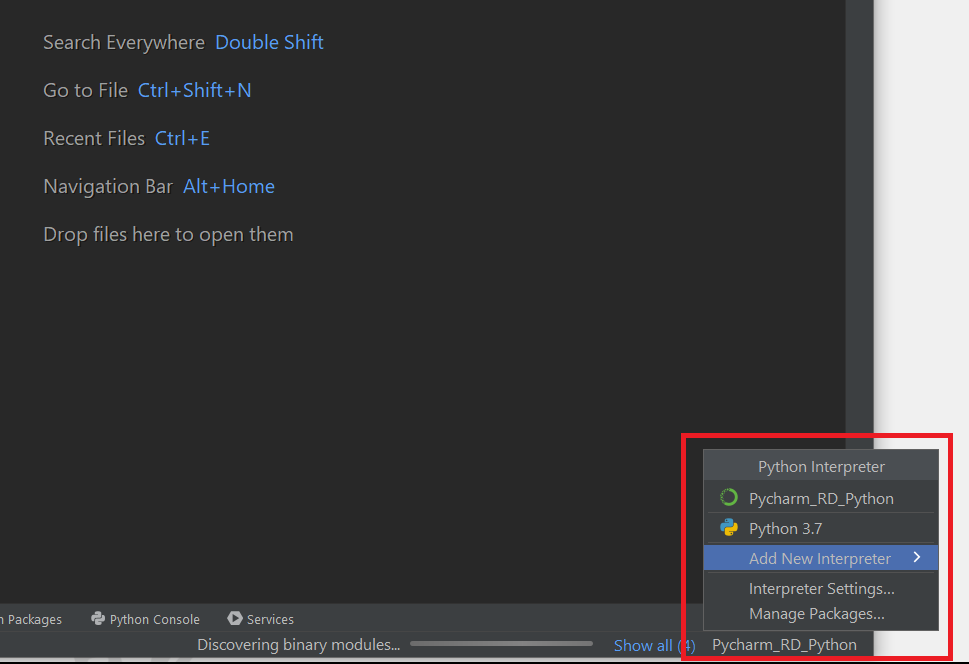 Search Everywhere Double Shift
Go to File Ctrl+Shift+N
Recent Files Ctrl+E
Navigation Bar Alt+Home
Drop files here to open them
Python Interpreter
Pycharm_RD_Python
Python 3.7
Add New Interpreter
Interpreter Settings...
Manage Packages...
n Packages Python Console Services
Discovering binary modules... Show all (4) Pycharm_RD_Python